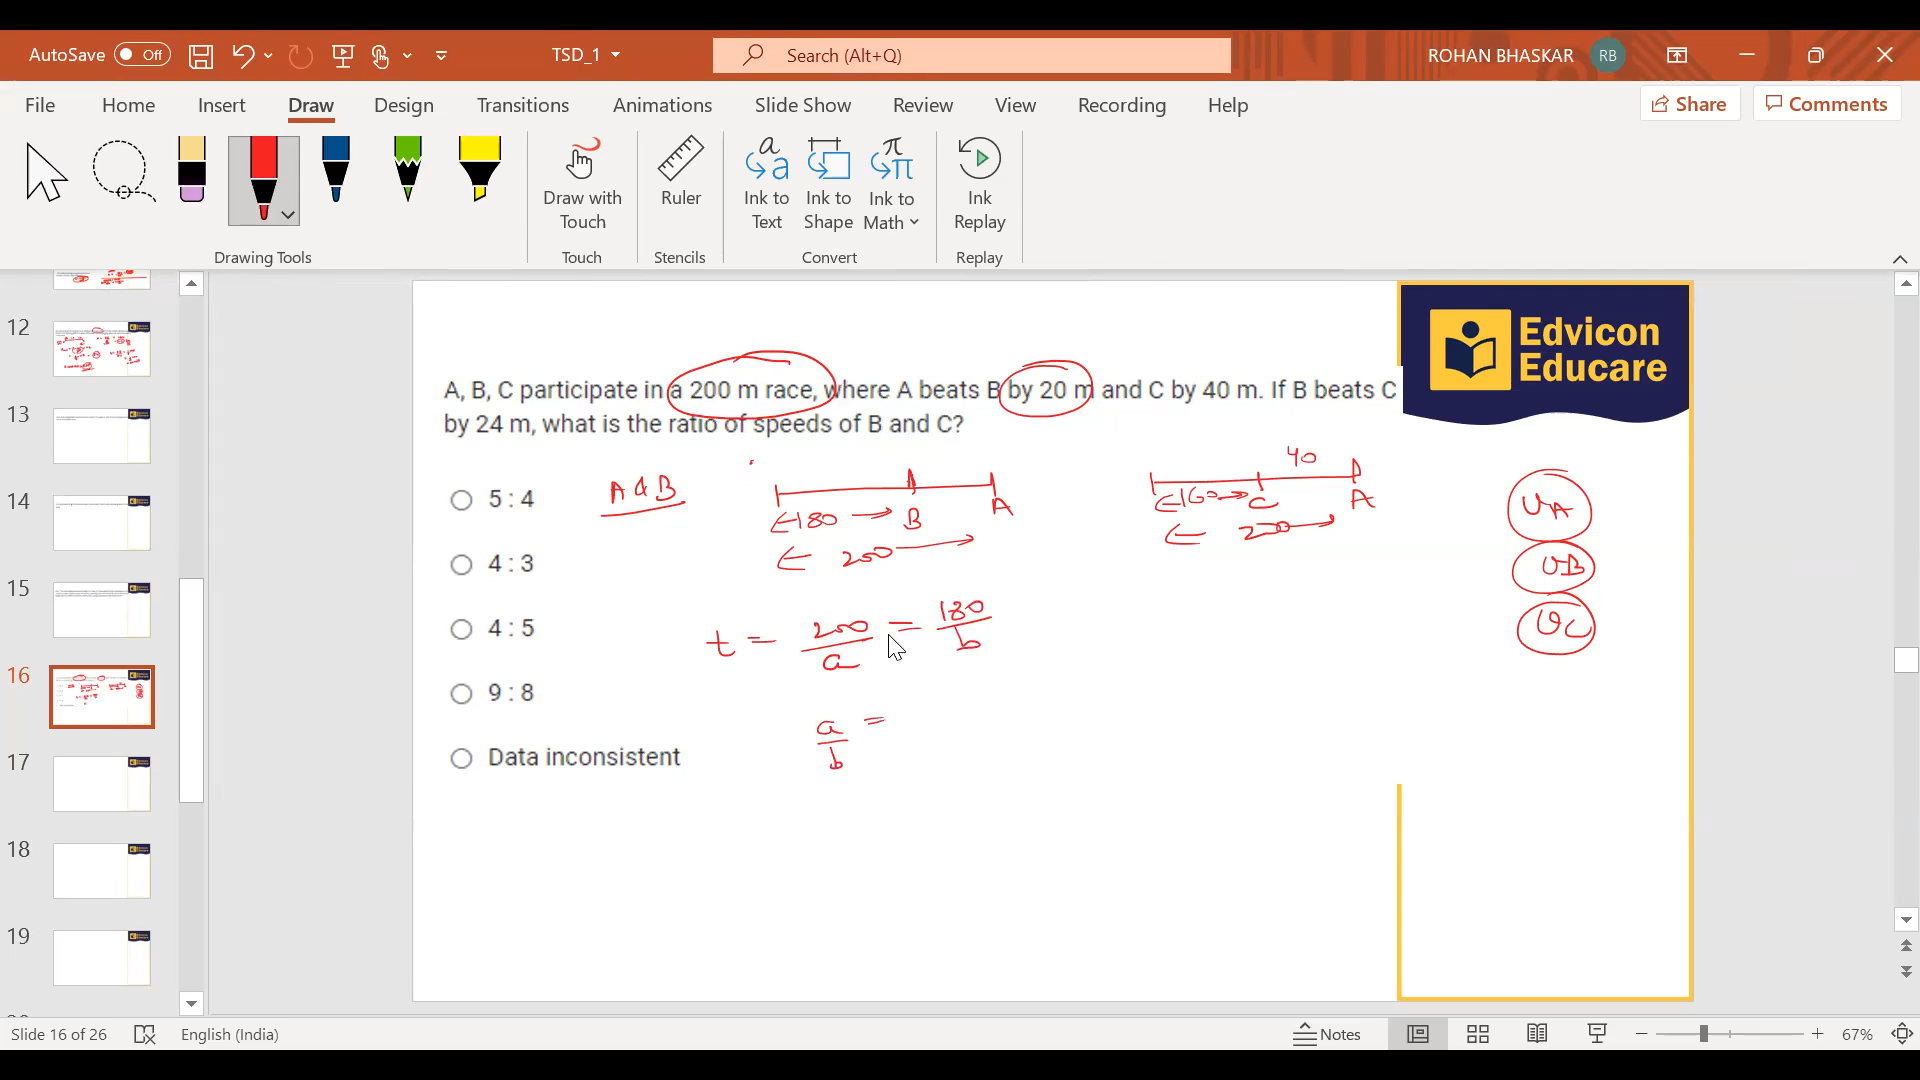 AutoSave Off TSD_1 Search (Alt+Q) ROHAN BHASKAR RB
File Home Insert Draw Design Transitions Animations Slide Show Review View Recording Help Share Comments
Draw with Touch Ruler Ink to Text Ink to Shape Ink to Math Ink Replay
Drawing Tools Touch Stencils Convert Replay
12
13
14
15
16
17
18
19
Edvicon
Educare
A, B, C participate in a 200 m race, where A beats B by 20 m and C by 40 m. If B beats C
by 24 m, what is the ratio of speeds of B and C?
5 : 4
4 : 3
4 : 5
9 : 8
Data inconsistent
A & B
180 B A
200
40
160 C A
200
UA
UB
UC
t = 200/a = 180/b
a/b =
Slide 16 of 26 English (India) Notes 67%